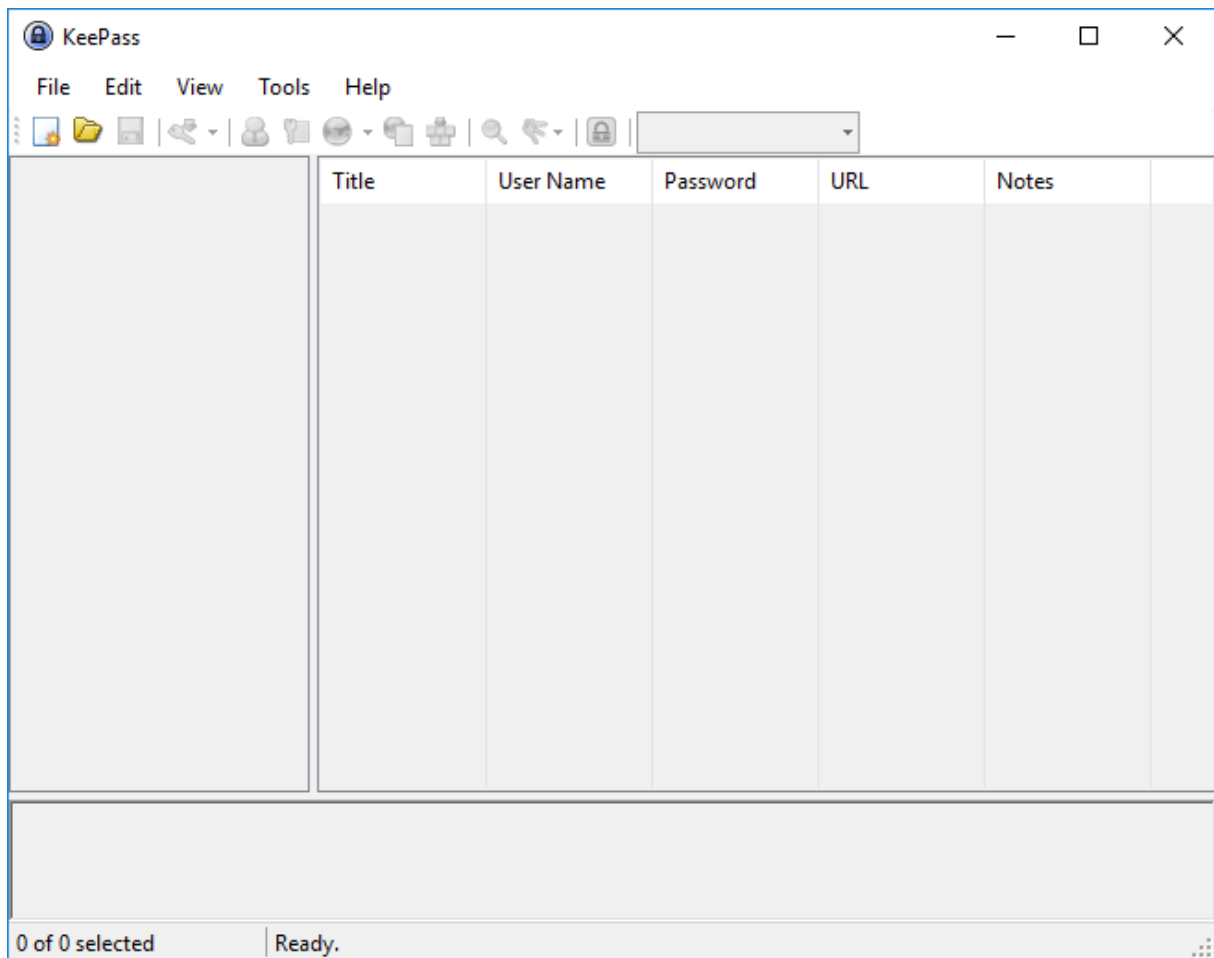 KeePass
File Edit View Tools Help
Title User Name Password URL Notes
0 of 0 selected Ready.